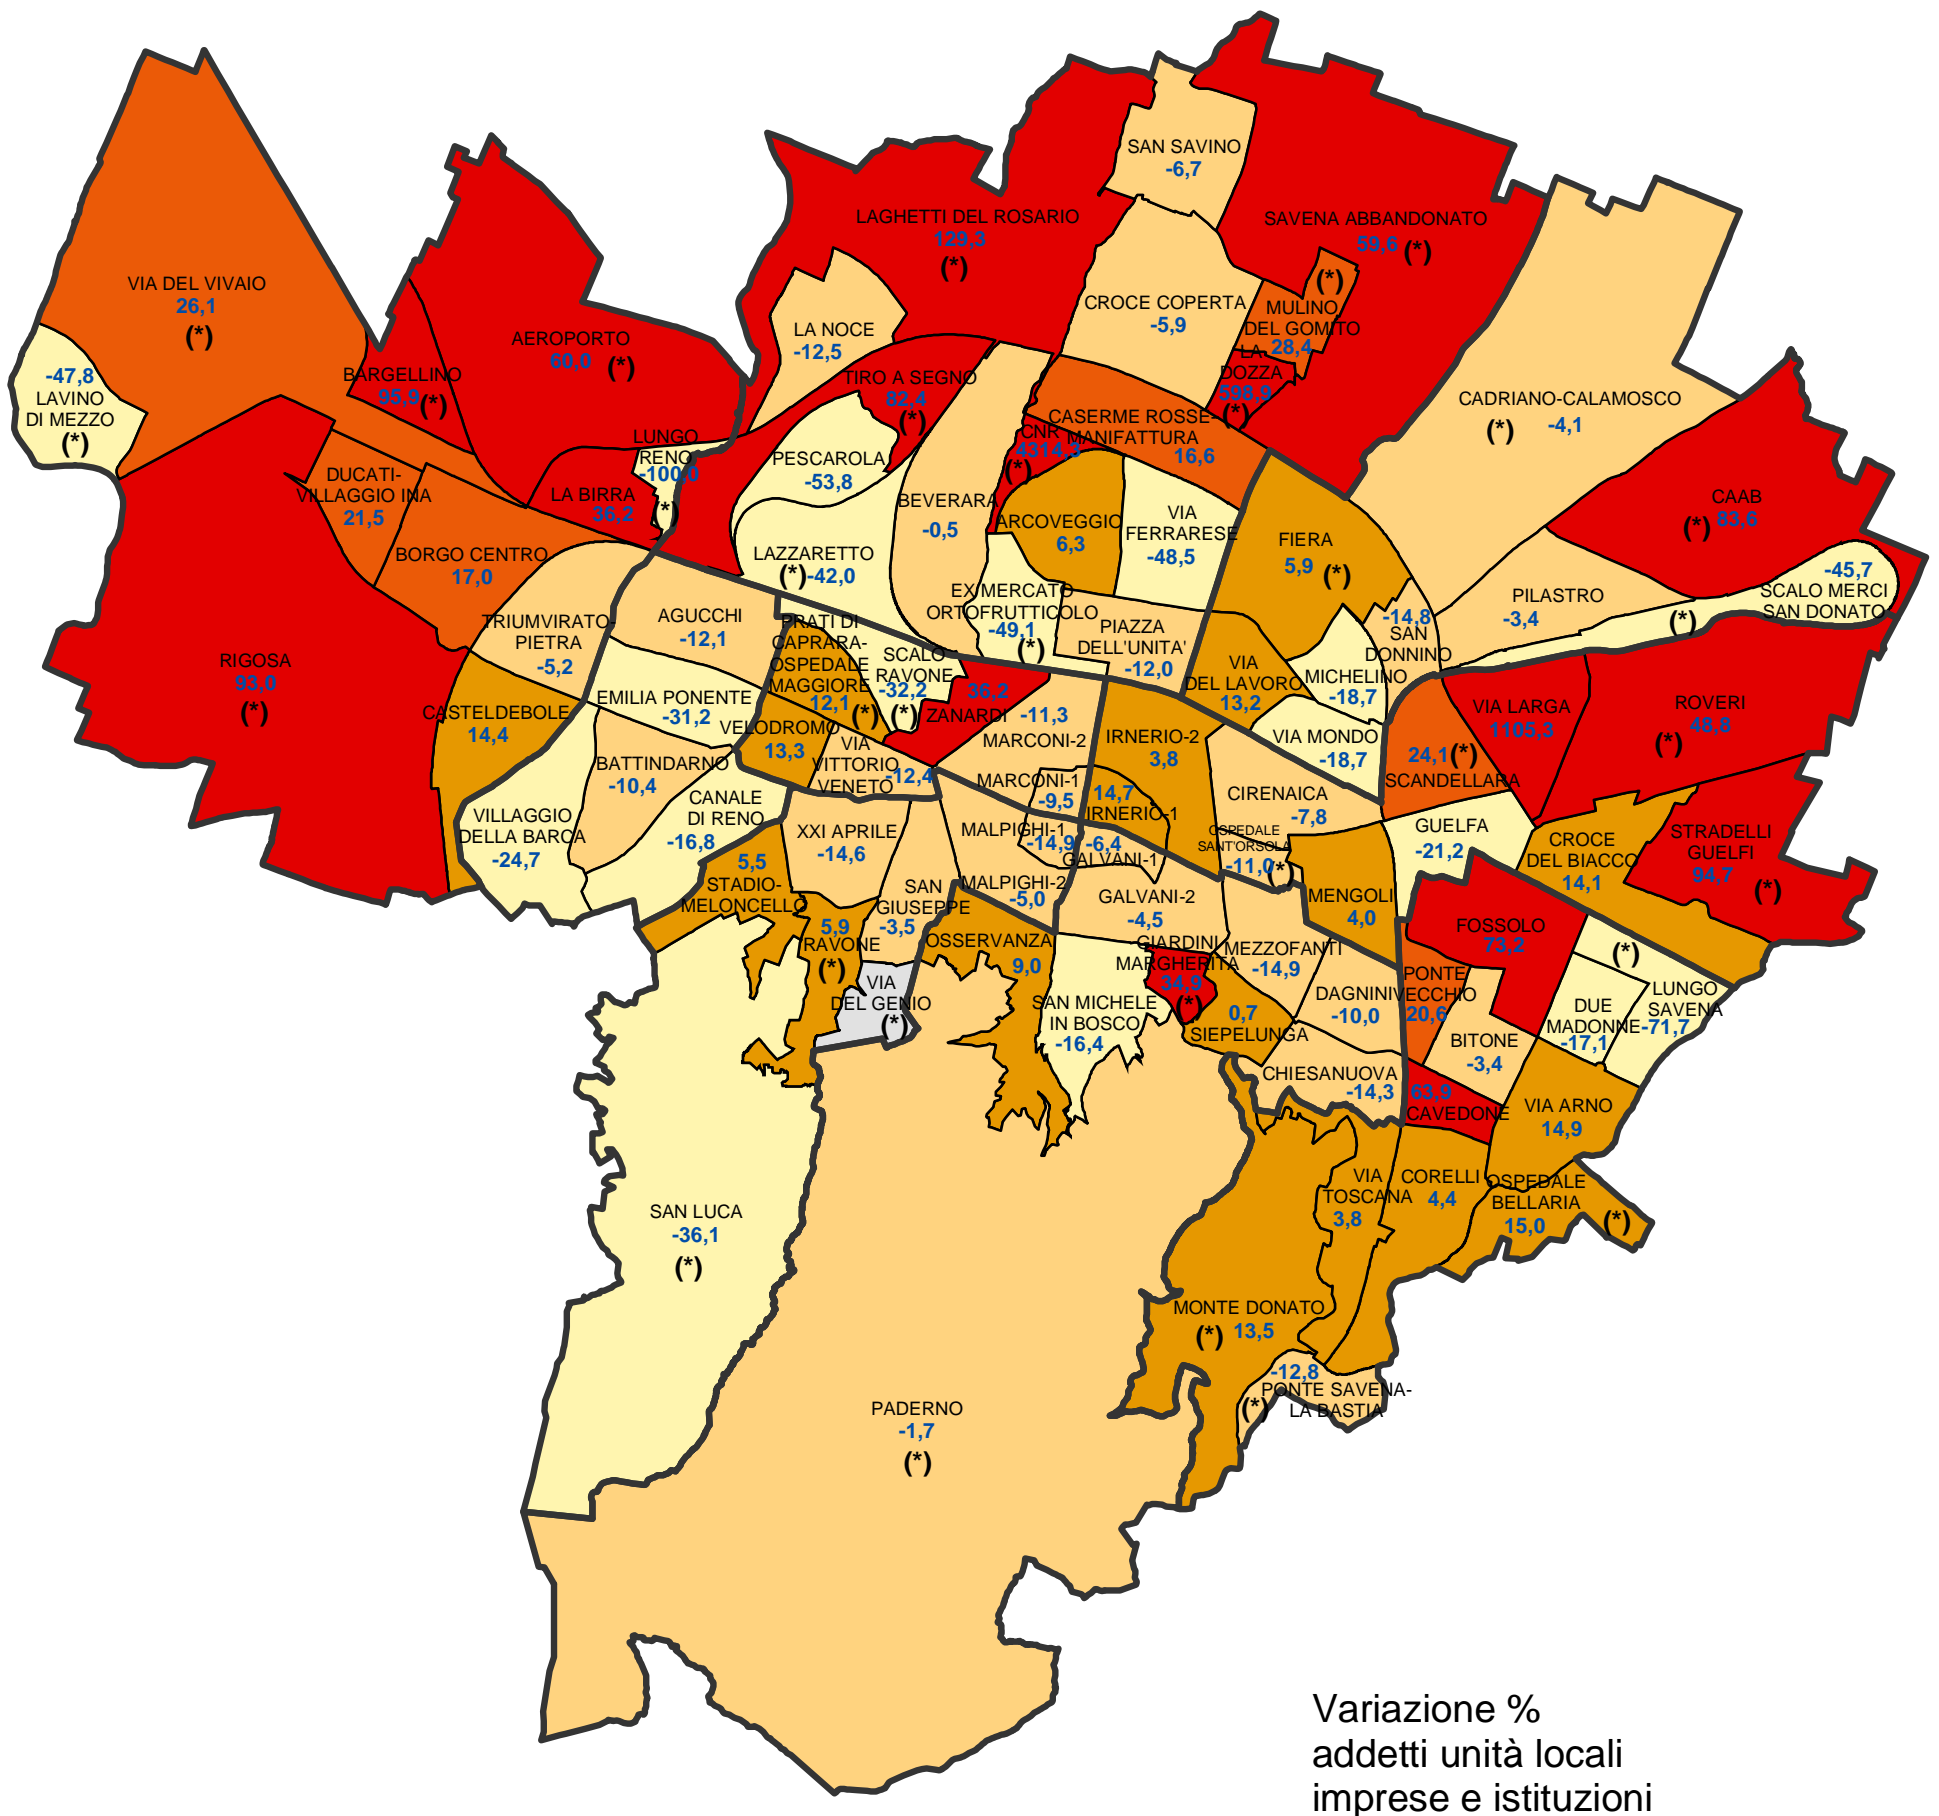 SAN SAVINO
-6,7
LAGHETTI DEL ROSARIO
129,3
(*)
SAVENA ABBANDONATO
59,6 (*)
VIA DEL VIVAIO
26,1
(*)
AEROPORTO
60,0 (*)
LA NOCE
-12,5
CROCE COPERTA
-5,9
(*)
MULINO
DEL GOMITO
28,4
LA
DOZZA
598,9
(*)
-47,8
LAVINO
DI MEZZO
(*)
BARGELLINO
95,9 (*)
TIRO A SEGNO
82,4
(*)
CADRIANO-CALAMOSCO
(*) -4,1
CASERME ROSSE-
MANIFATTURA
16,6
CNR
4314,3
(*)
LUNGO
RENO
-100,0
(*)
PESCAROLA
-53,8
DUCATI-
VILLAGGIO INA
21,5
LA BIRRA
36,2
BEVERARA
-0,5
ARCOVEGGIO
6,3
VIA
FERRARESE
-48,5
CAAB
(*) 83,6
FIERA
5,9 (*)
BORGO CENTRO
17,0
LAZZARETTO
(*) -42,0
-45,7
SCALO MERCI
SAN DONATO
(*)
EX MERCATO
ORTOFRUTTICOLO
-49,1
(*)
PILASTRO
-3,4
TRIUMVIRATO-
PIETRA
-5,2
AGUCCHI
-12,1
PRATI DI
CAPRARA-
OSPEDALE
MAGGIORE
12,1 (*)
SCALO
RAVONE
-32,2
(*)
PIAZZA
DELL'UNITA'
-12,0
-14,8
SAN
DONNINO
RIGOSA
93,0
(*)
VIA
DEL LAVORO
13,2
MICHELINO
-18,7
EMILIA PONENTE
-31,2
36,2
ZANARDI
-11,3
MARCONI-2
CASTELDEBOLE
14,4
VELODROMO
13,3
VIA
VITTORIO
VENETO
-12,4
IRNERIO-2
3,8
VIA MONDO
-18,7
VIA LARGA
1105,3
ROVERI
48,8
(*)
24,1 (*)
SCANDELLARA
BATTINDARNO
-10,4
MARCONI-1
-9,5
14,7
IRNERIO-1
CIRENAICA
-7,8
CANALE
DI RENO
-16,8
VILLAGGIO
DELLA BARCA
-24,7
XXI APRILE
-14,6
MALPIGHI-1
-14,9
-6,4
GALVANI-1
OSPEDALE
SANT'ORSOLA
-11,0 (*)
GUELFA
-21,2
CROCE
DEL BIACCO
14,1
STRADELLI
GUELFI
94,7
(*)
5,5
STADIO-
MELONCELLO
SAN
GIUSEPPE
-3,5
MALPIGHI-2
-5,0
GALVANI-2
-4,5
MENGOLI
4,0
5,9
RAVONE
(*)
OSSERVANZA
9,0
GIARDINI
MARGHERITA
34,9
(*)
MEZZOFANTI
-14,9
FOSSOLO
73,2
(*)
VIA
DEL GENIO
(*)
SAN MICHELE
IN BOSCO
-16,4
0,7
SIEPELUNGA
DAGNINI
-10,0
PONTE
VECCHIO
20,6
DUE
MADONNE
-17,1
LUNGO
SAVENA
-71,7
BITONE
-3,4
CHIESANUOVA
-14,3
63,9
CAVEDONE
VIA ARNO
14,9
SAN LUCA
-36,1
(*)
VIA
TOSCANA
3,8
CORELLI
4,4
OSPEDALE
BELLARIA
15,0
(*)
MONTE DONATO
(*) 13,5
-12,8
PONTE SAVENA-
LA BASTIA
(*)
PADERNO
-1,7
(*)
Variazione %
addetti unità locali
imprese e istituzioni